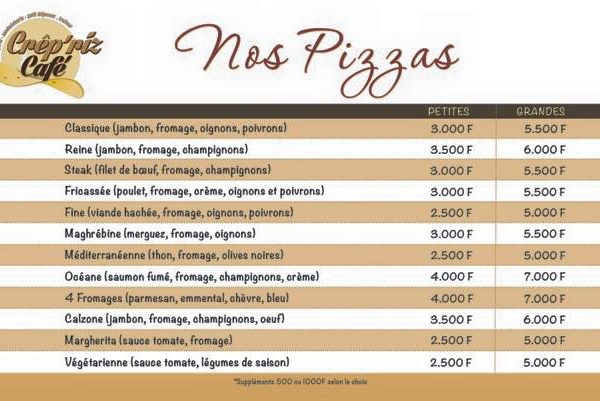 Crêp'riz
Café
Nos Pizzas
PETITES GRANDES
Classique (jambon, fromage, oignons, poivrons) 3.000 F 5.500 F
Reine (jambon, fromage, champignons) 3.500 F 6.000 F
Steak (filet de bœuf, fromage, champignons) 3.000 F 5.500 F
Fricassée (poulet, fromage, crème, oignons et poivrons) 3.000 F 5.500 F
Fine (viande hachée, fromage, oignons, poivrons) 2.500 F 5.000 F
Maghrébine (merguez, fromage, oignons) 3.000 F 5.500 F
Méditerranéenne (thon, fromage, olives noires) 2.500 F 5.000 F
Océane (saumon fumé, fromage, champignons, crème) 4.000 F 7.000 F
4 Fromages (parmesan, emmental, chèvre, bleu) 4.000 F 7.000 F
Calzone (jambon, fromage, champignons, oeuf) 3.500 F 6.000 F
Margherita (sauce tomate, fromage) 2.500 F 5.000 F
Végétarienne (sauce tomate, légumes de saison) 2.500 F 5.000 F
*Suppléments 500 ou 1000F selon le choix